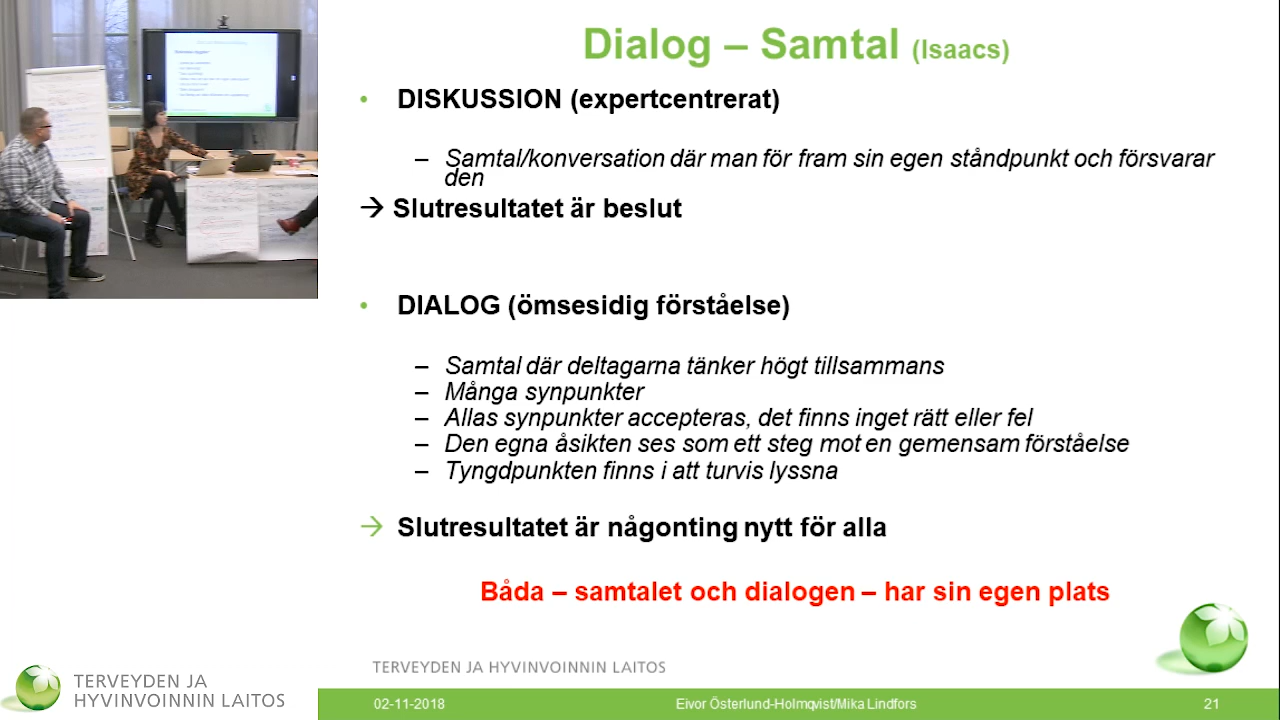 Dialog – Samtal (Isaacs)
• DISKUSSION (expertcentrerat)
– Samtal/konversation där man för fram sin egen ståndpunkt och försvarar
den
→ Slutresultatet är beslut
• DIALOG (ömsesidig förståelse)
– Samtal där deltagarna tänker högt tillsammans
– Många synpunkter
– Allas synpunkter accepteras, det finns inget rätt eller fel
– Den egna åsikten ses som ett steg mot en gemensam förståelse
– Tyngdpunkten finns i att turvis lyssna
→ Slutresultatet är någonting nytt för alla
Båda – samtalet och dialogen – har sin egen plats
TERVEYDEN JA HYVINVOINNIN LAITOS
TERVEYDEN JA
HYVINVOINNIN LAITOS
02-11-2018 Eivor Österlund-Holmqvist/Mika Lindfors 21